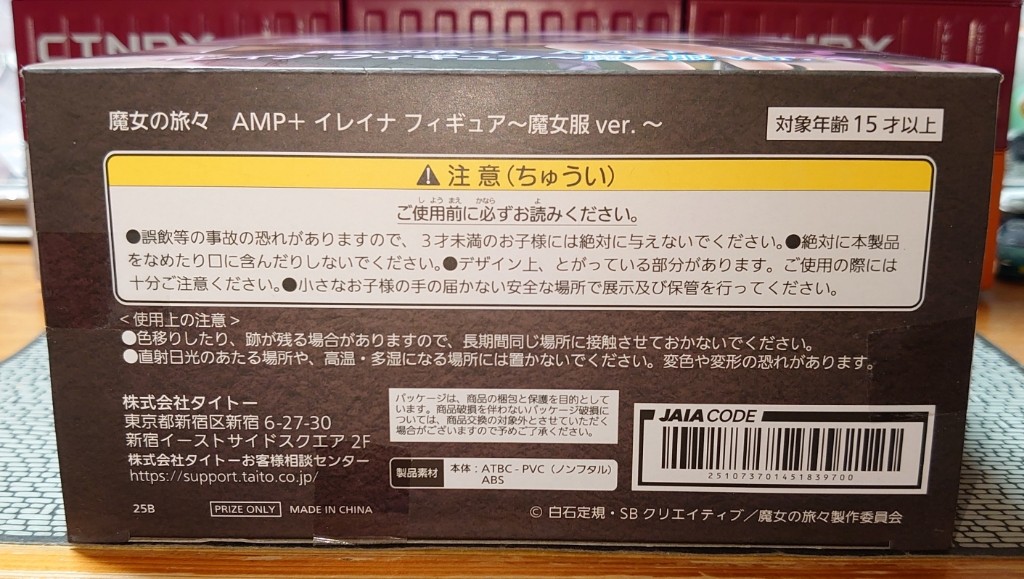 魔女の旅々 AMP+ イレイナ フィギュア〜魔女服 ver. 〜
対象年齢 15 才以上
⚠ 注 意 (ちゅうい)
ご使用前に必ずお読みください。
●誤飲等の事故の恐れがありますので、３才未満のお子様には絶対に与えないでください。●絶対に本製品
をなめたり口に含んだりしないでください。●デザイン上、とがっている部分があります。ご使用の際には
十分ご注意ください。●小さなお子様の手の届かない安全な場所で展示及び保管を行ってください。
＜使用上の注意＞
●色移りしたり、跡が残る場合がありますので、長期間同じ場所に接触させておかないでください。
●直射日光のあたる場所や、高温・多湿になる場所には置かないでください。変色や変形の恐れがあります。
株式会社タイトー
東京都新宿区新宿 6-27-30
新宿イーストサイドスクエア 2F
株式会社タイトーお客様相談センター
https://support.taito.co.jp/
パッケージは、商品の梱包と保護を目的として
います。商品破損を伴わないパッケージ破損に
ついては、商品交換の対象外とさせていただく
場合がございますので予めご了承ください。
製品素材 本体：ATBC-PVC（ノンフタル）
ABS
JAIA CODE
2510737014518397​00
25B PRIZE ONLY MADE IN CHINA
© 白石定規・SB クリエイティブ／魔女の旅々製作委員会